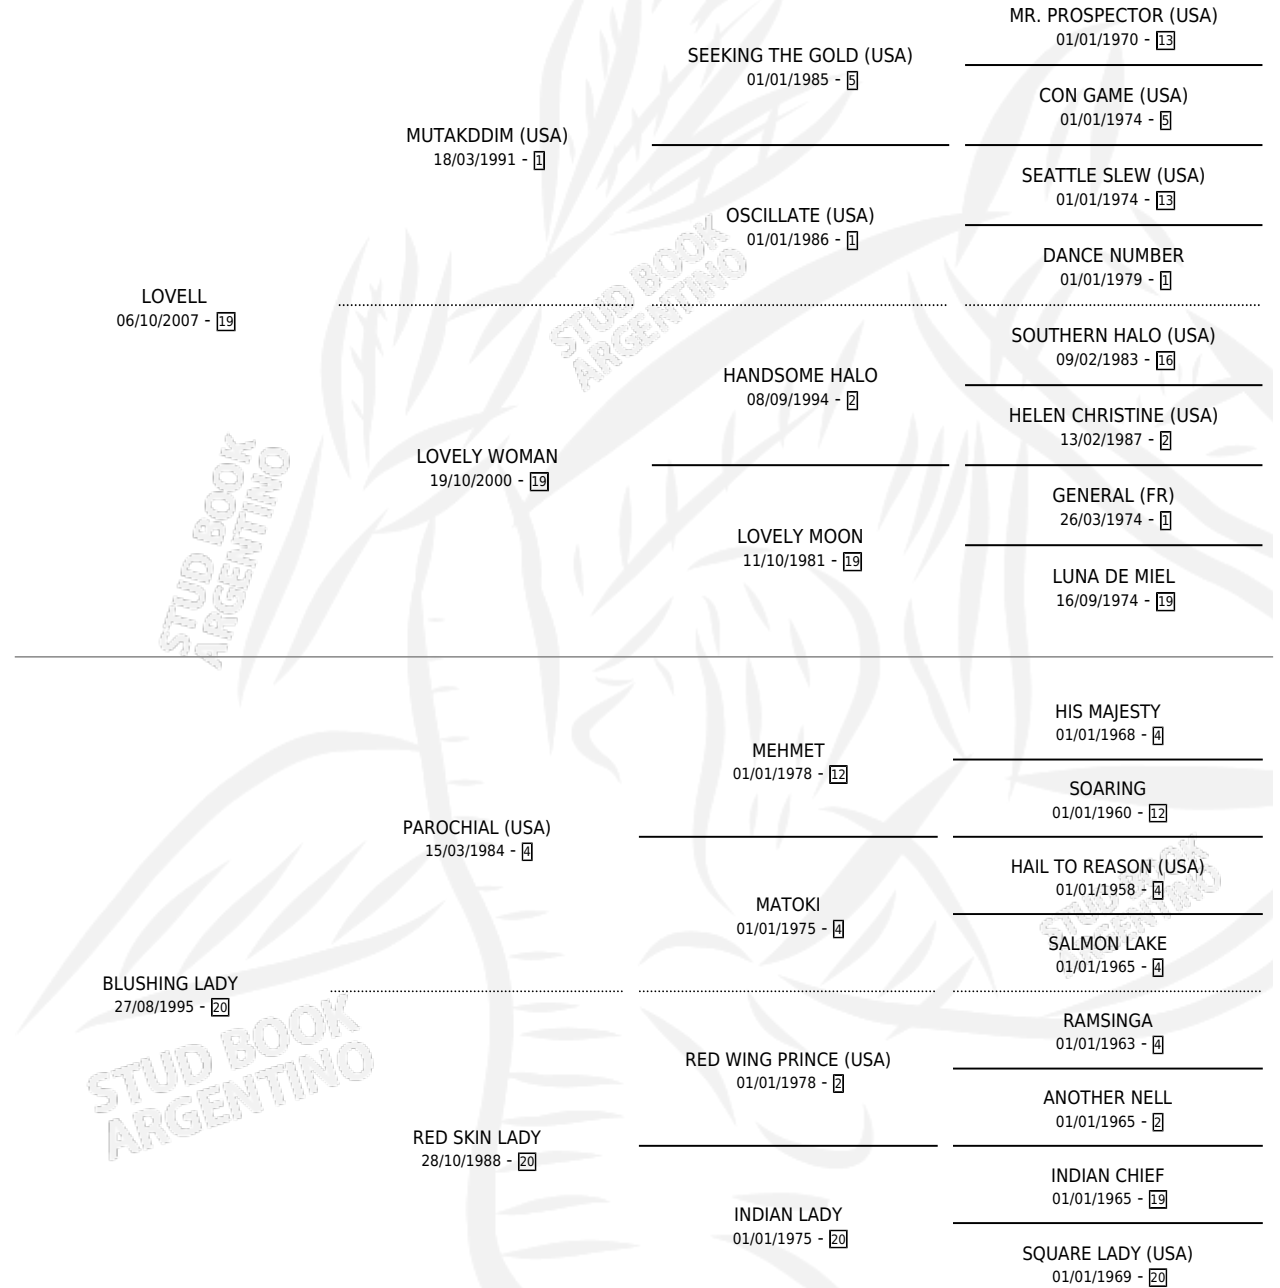 MR. PROSPECTOR (USA)
01/01/1970 - 13
SEEKING THE GOLD (USA)
01/01/1985 - 5
CON GAME (USA)
01/01/1974 - 5
MUTAKDDIM (USA)
18/03/1991 - 1
SEATTLE SLEW (USA)
01/01/1974 - 13
OSCILLATE (USA)
01/01/1986 - 1
DANCE NUMBER
01/01/1979 - 1
LOVELL
06/10/2007 - 19
SOUTHERN HALO (USA)
09/02/1983 - 16
HANDSOME HALO
08/09/1994 - 2
HELEN CHRISTINE (USA)
13/02/1987 - 2
LOVELY WOMAN
19/10/2000 - 19
GENERAL (FR)
26/03/1974 - 1
LOVELY MOON
11/10/1981 - 19
LUNA DE MIEL
16/09/1974 - 19
HIS MAJESTY
01/01/1968 - 4
MEHMET
01/01/1978 - 12
SOARING
01/01/1960 - 12
PAROCHIAL (USA)
15/03/1984 - 4
HAIL TO REASON (USA)
01/01/1958 - 4
MATOKI
01/01/1975 - 4
SALMON LAKE
01/01/1965 - 4
BLUSHING LADY
27/08/1995 - 20
RAMSINGA
01/01/1963 - 4
RED WING PRINCE (USA)
01/01/1978 - 2
ANOTHER NELL
01/01/1965 - 2
RED SKIN LADY
28/10/1988 - 20
INDIAN CHIEF
01/01/1965 - 19
INDIAN LADY
01/01/1975 - 20
SQUARE LADY (USA)
01/01/1969 - 20
STUD BOOK
ARGENTINO
STUD BOOK
ARGENTINO
STUD BOOK
ARGENTINO
STUD BOOK
ARGENTINO